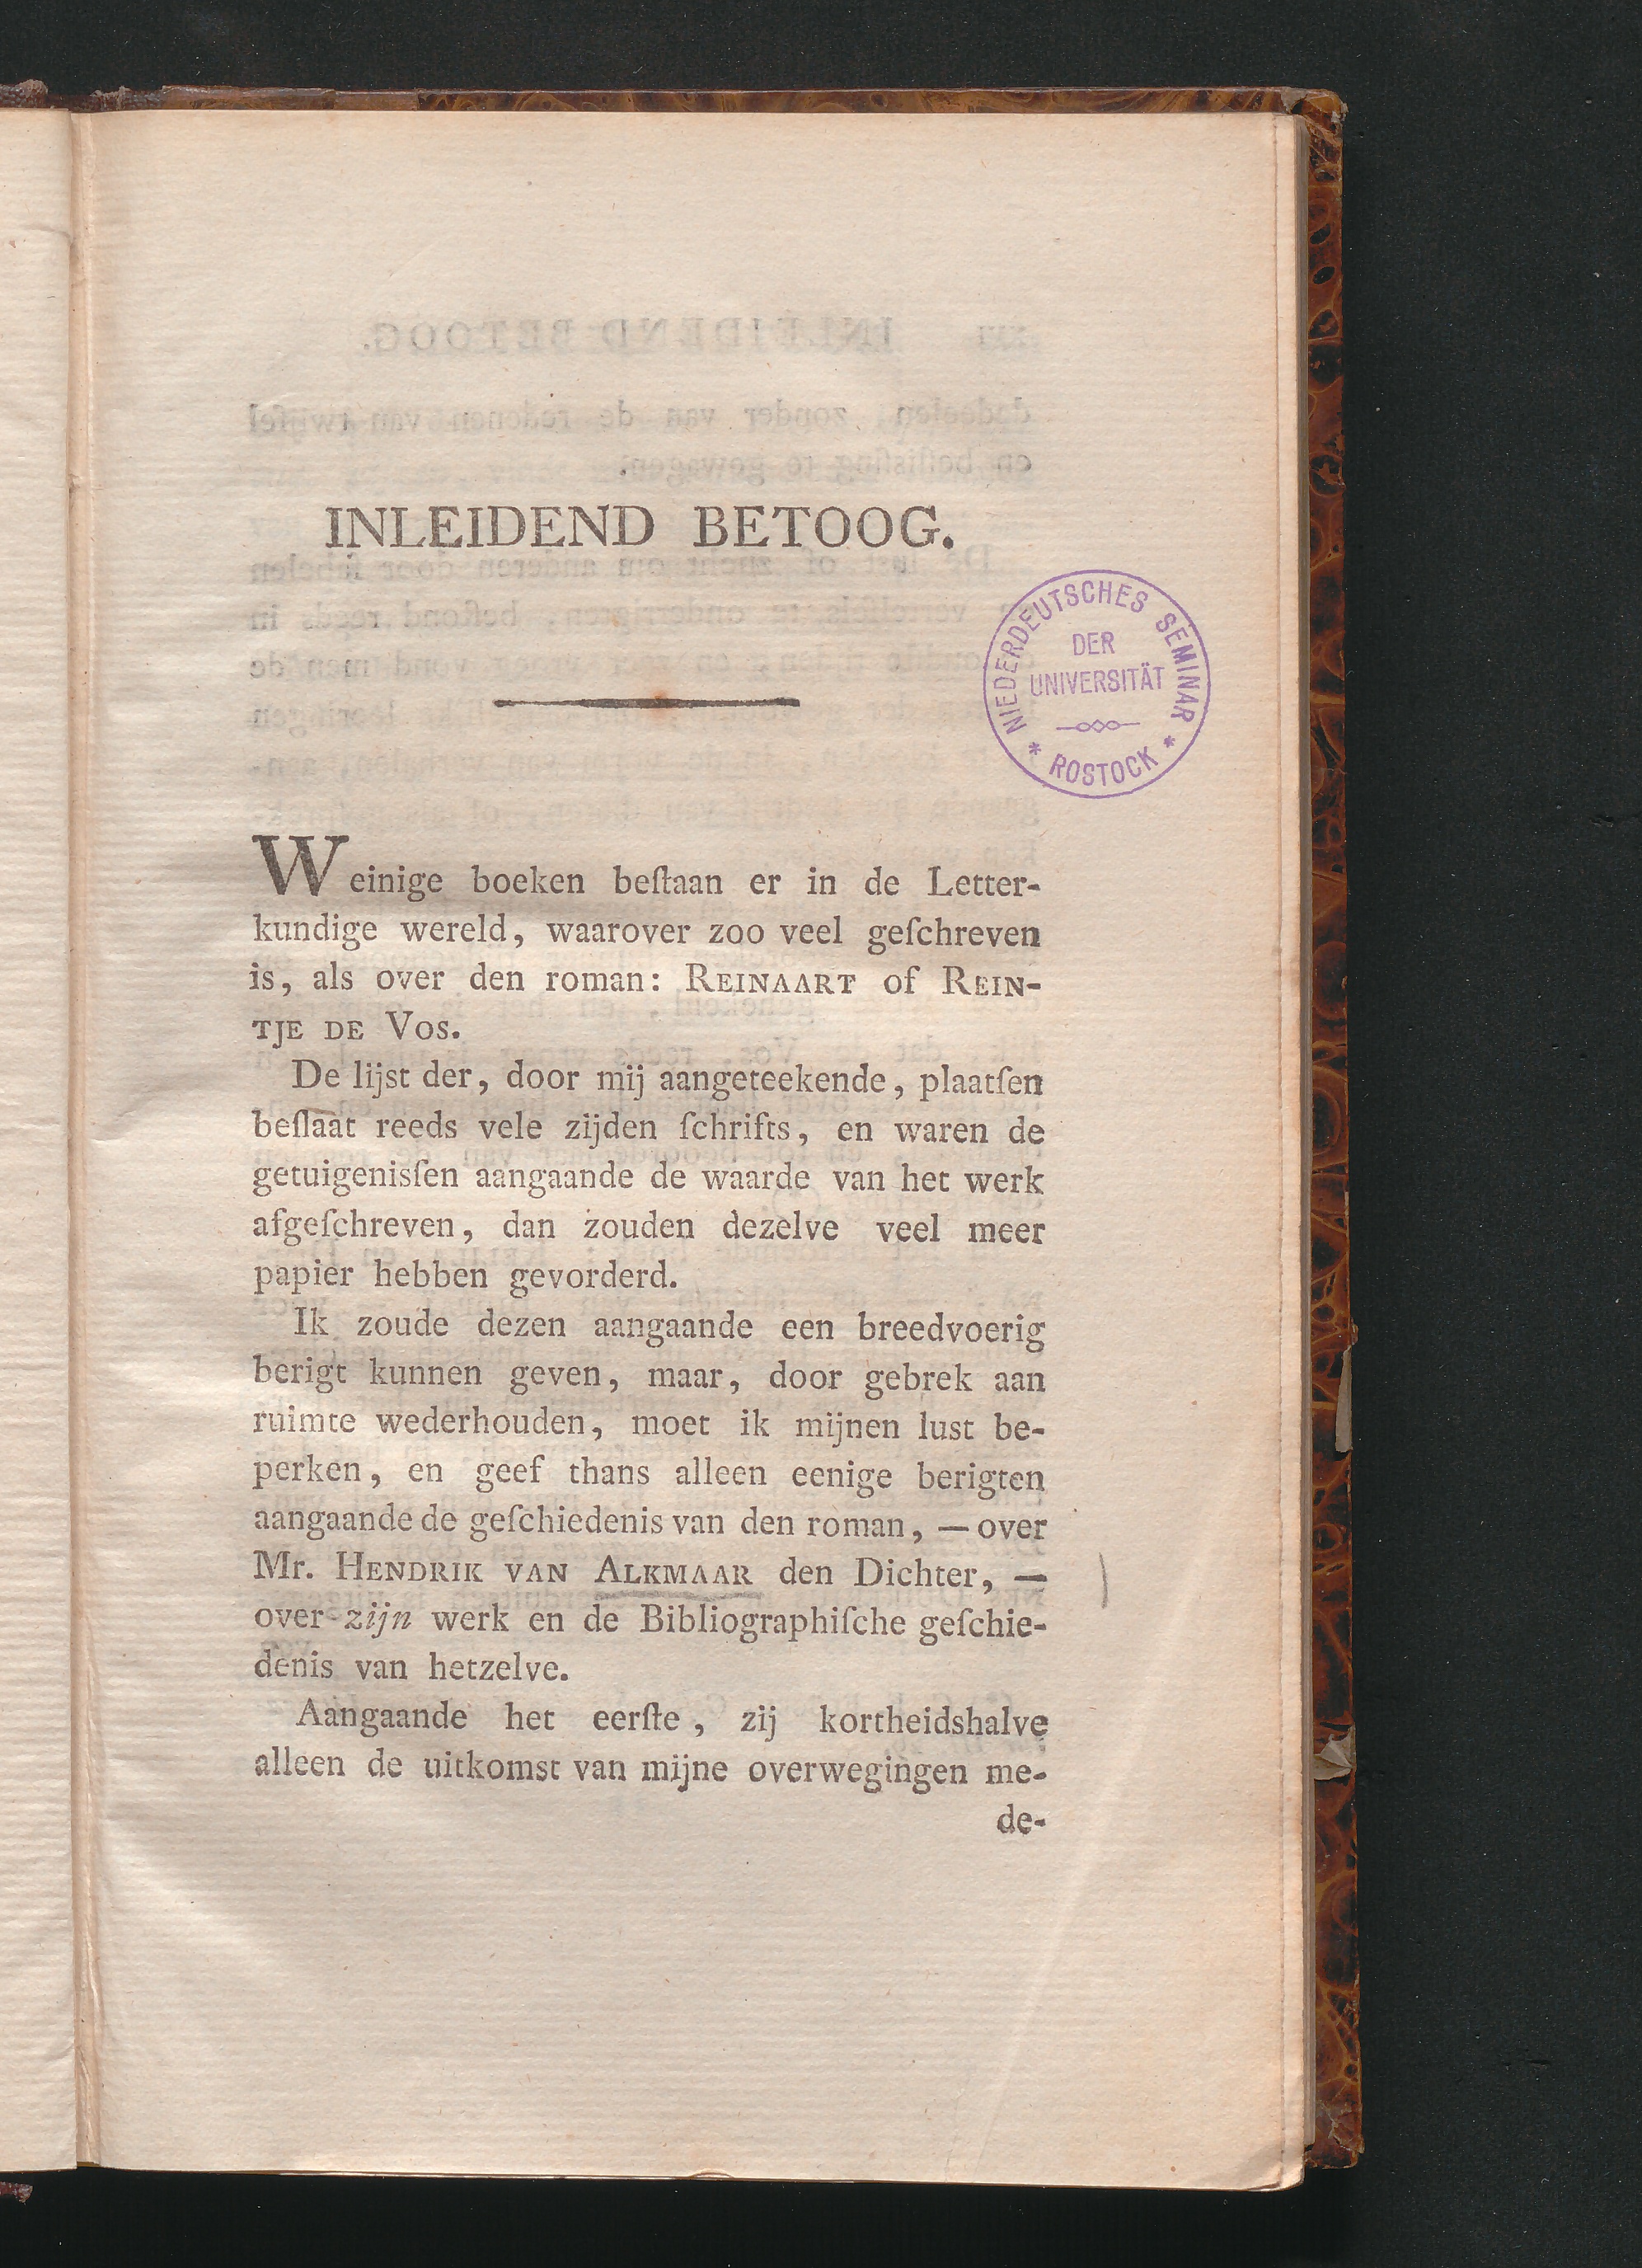 INLEIDEND BETOOG.
NIEDERDEUTSCHES SEMINAR
DER
UNIVERSITÄT
* ROSTOCK *
Weinige boeken beſtaan er in de Letter-
kundige wereld, waarover zoo veel geſchreven
is, als over den roman: REINAART of REIN-
TJE DE VOS.
De lijst der, door mij aangeteekende, plaatſen
beſlaat reeds vele zijden ſchrifts, en waren de
getuigenisſen aangaande de waarde van het werk
afgeſchreven, dan zouden dezelve veel meer
papier hebben gevorderd.
Ik zoude dezen aangaande een breedvoerig
berigt kunnen geven, maar, door gebrek aan
ruimte wederhouden, moet ik mijnen lust be-
perken, en geef thans alleen eenige berigten
aangaande de geſchiedenis van den roman, — over
Mr. HENDRIK VAN ALKMAAR den Dichter, —
over zijn werk en de Bibliographiſche geſchie-
denis van hetzelve.
Aangaande het eerſte, zij kortheidshalve
alleen de uitkomst van mijne overwegingen me-
de-